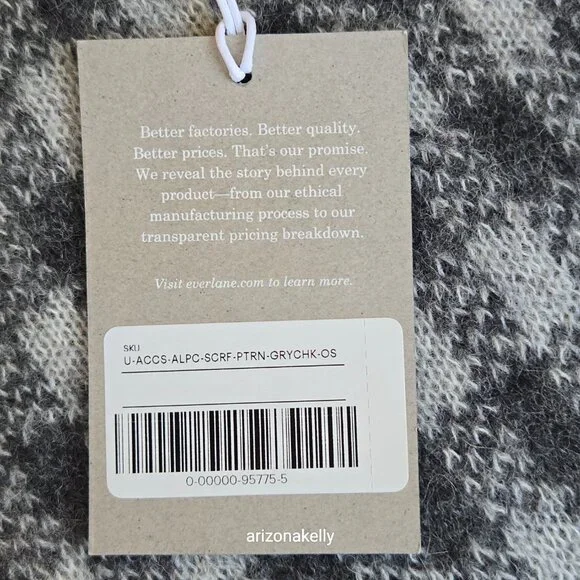 Better factories. Better quality.
Better prices. That's our promise.
We reveal the story behind every
product—from our ethical
manufacturing process to our
transparent pricing breakdown.
Visit everlane.com to learn more.
SKU
U-ACCS-ALPC-SCRF-PTRN-GRYCHK-OS
0-00000-95775-5
arizonakelly